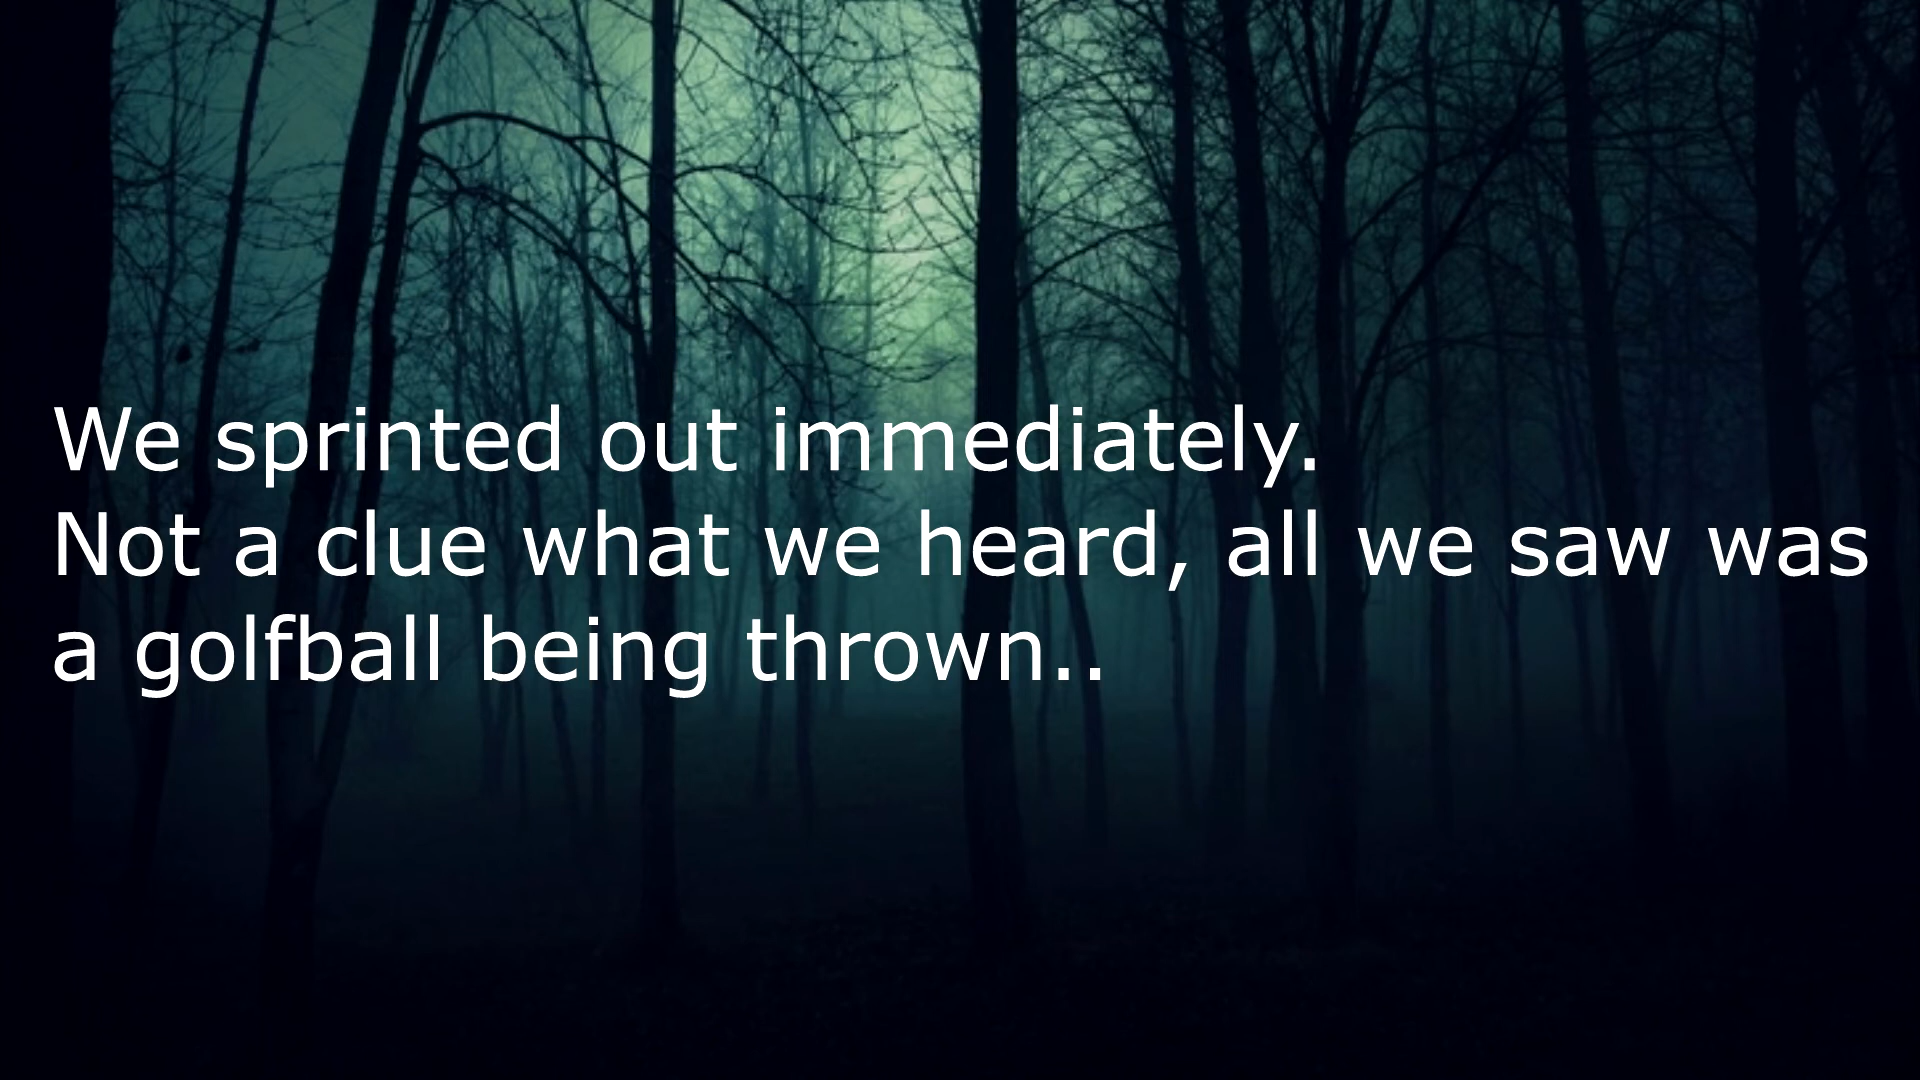 We sprinted out immediately.
Not a clue what we heard, all we saw was
a golfball being thrown..